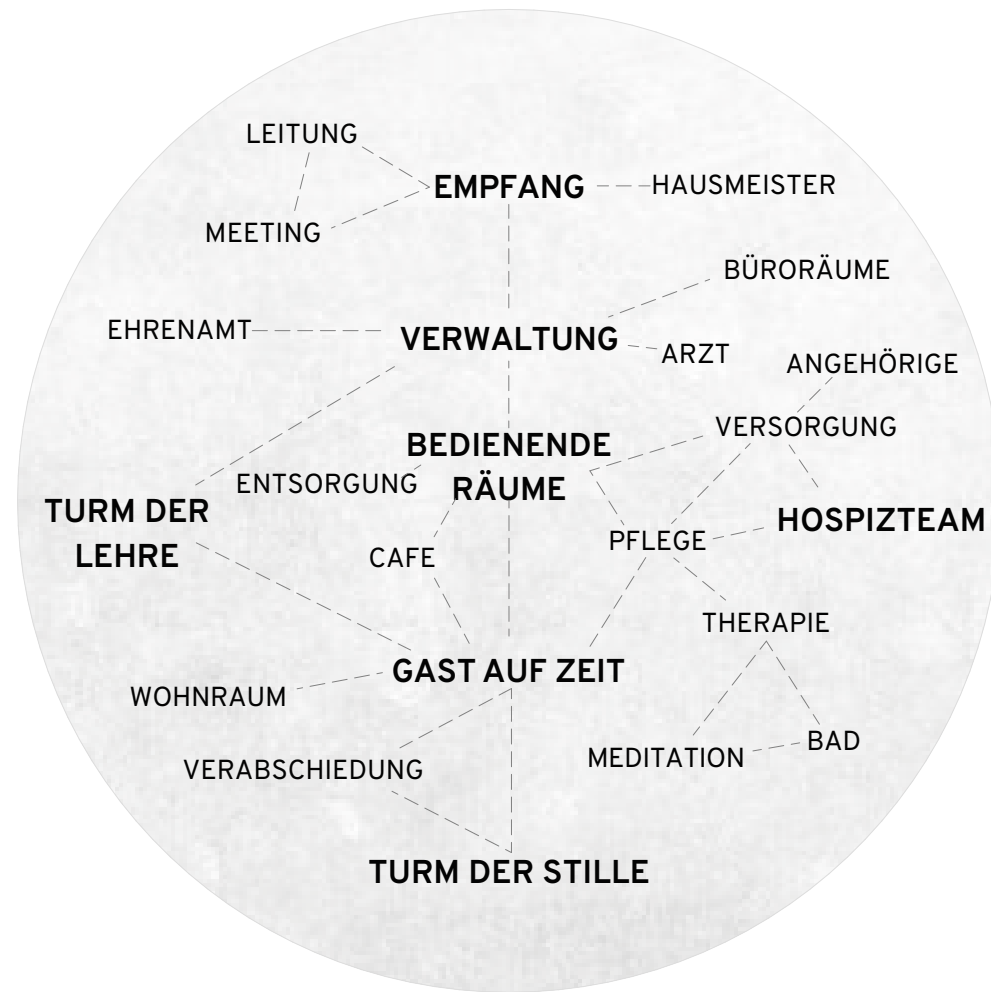 LEITUNG
EMPFANG
HAUSMEISTER
MEETING
BÜRORÄUME
EHRENAMT
VERWALTUNG
ARZT
ANGEHÖRIGE
VERSORGUNG
BEDIENENDE
RÄUME
ENTSORGUNG
TURM DER
LEHRE
HOSPIZTEAM
PFLEGE
CAFE
THERAPIE
GAST AUF ZEIT
WOHNRAUM
BAD
MEDITATION
VERABSCHIEDUNG
TURM DER STILLE